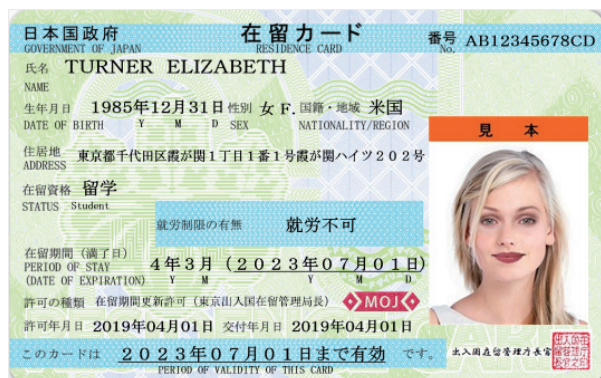 日本国政府 在留カード 番号 AB12345678CD
GOVERNMENT OF JAPAN RESIDENCE CARD No.
氏名 TURNER ELIZABETH
NAME
生年月日 1985年12月31日 性別 女 F. 国籍・地域 米国
DATE OF BIRTH Y M D SEX NATIONALITY/REGION
見 本
住居地 東京都千代田区霞が関1丁目1番1号霞が関ハイツ202号
ADDRESS
在留資格 留学
STATUS Student
就労制限の有無 就労不可
在留期間(満了日)
PERIOD OF STAY 4年3月(2023年07月01日)
(DATE OF EXPIRATION) Y M Y M D
許可の種類 在留期間更新許可(東京出入国在留管理局長) MOJ
許可年月日 2019年04月01日 交付年月日 2019年04月01日
このカードは 2023年07月01日まで有効 です。 出入国在留管理庁長官
PERIOD OF VALIDITY OF THIS CARD